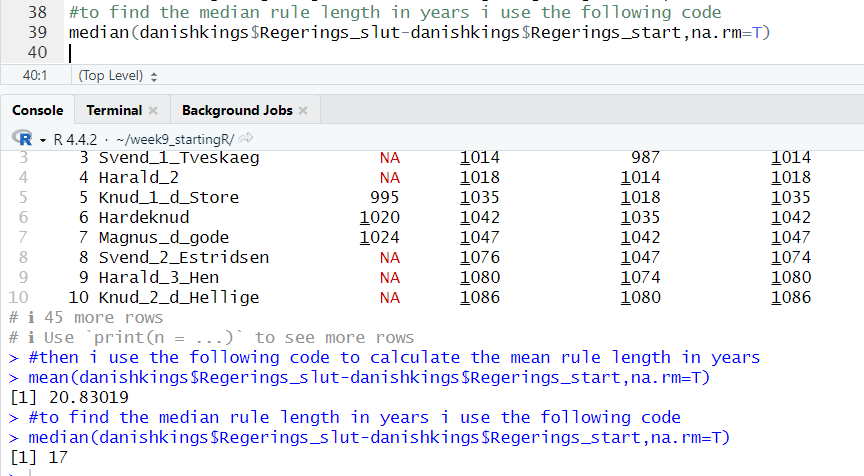 38 #to find the median rule length in years i use the following code
39 median(danishkings$Regerings_slut-danishkings$Regerings_start,na.rm=T)
40
40:1 (Top Level)
Console Terminal × Background Jobs ×
R R 4.4.2 · ~/week9_startingR/
3 3 Svend_1_Tveskaeg NA 1014 987 1014
4 4 Harald_2 NA 1018 1014 1018
5 5 Knud_1_d_Store 995 1035 1018 1035
6 6 Hardeknud 1020 1042 1035 1042
7 7 Magnus_d_gode 1024 1047 1042 1047
8 8 Svend_2_Estridsen NA 1076 1047 1074
9 9 Harald_3_Hen NA 1080 1074 1080
10 10 Knud_2_d_Hellige NA 1086 1080 1086
# ℹ 45 more rows
# ℹ Use `print(n = ...)` to see more rows
> #then i use the following code to calculate the mean rule length in years
> mean(danishkings$Regerings_slut-danishkings$Regerings_start,na.rm=T)
[1] 20.83019
> #to find the median rule length in years i use the following code
> median(danishkings$Regerings_slut-danishkings$Regerings_start,na.rm=T)
[1] 17
>